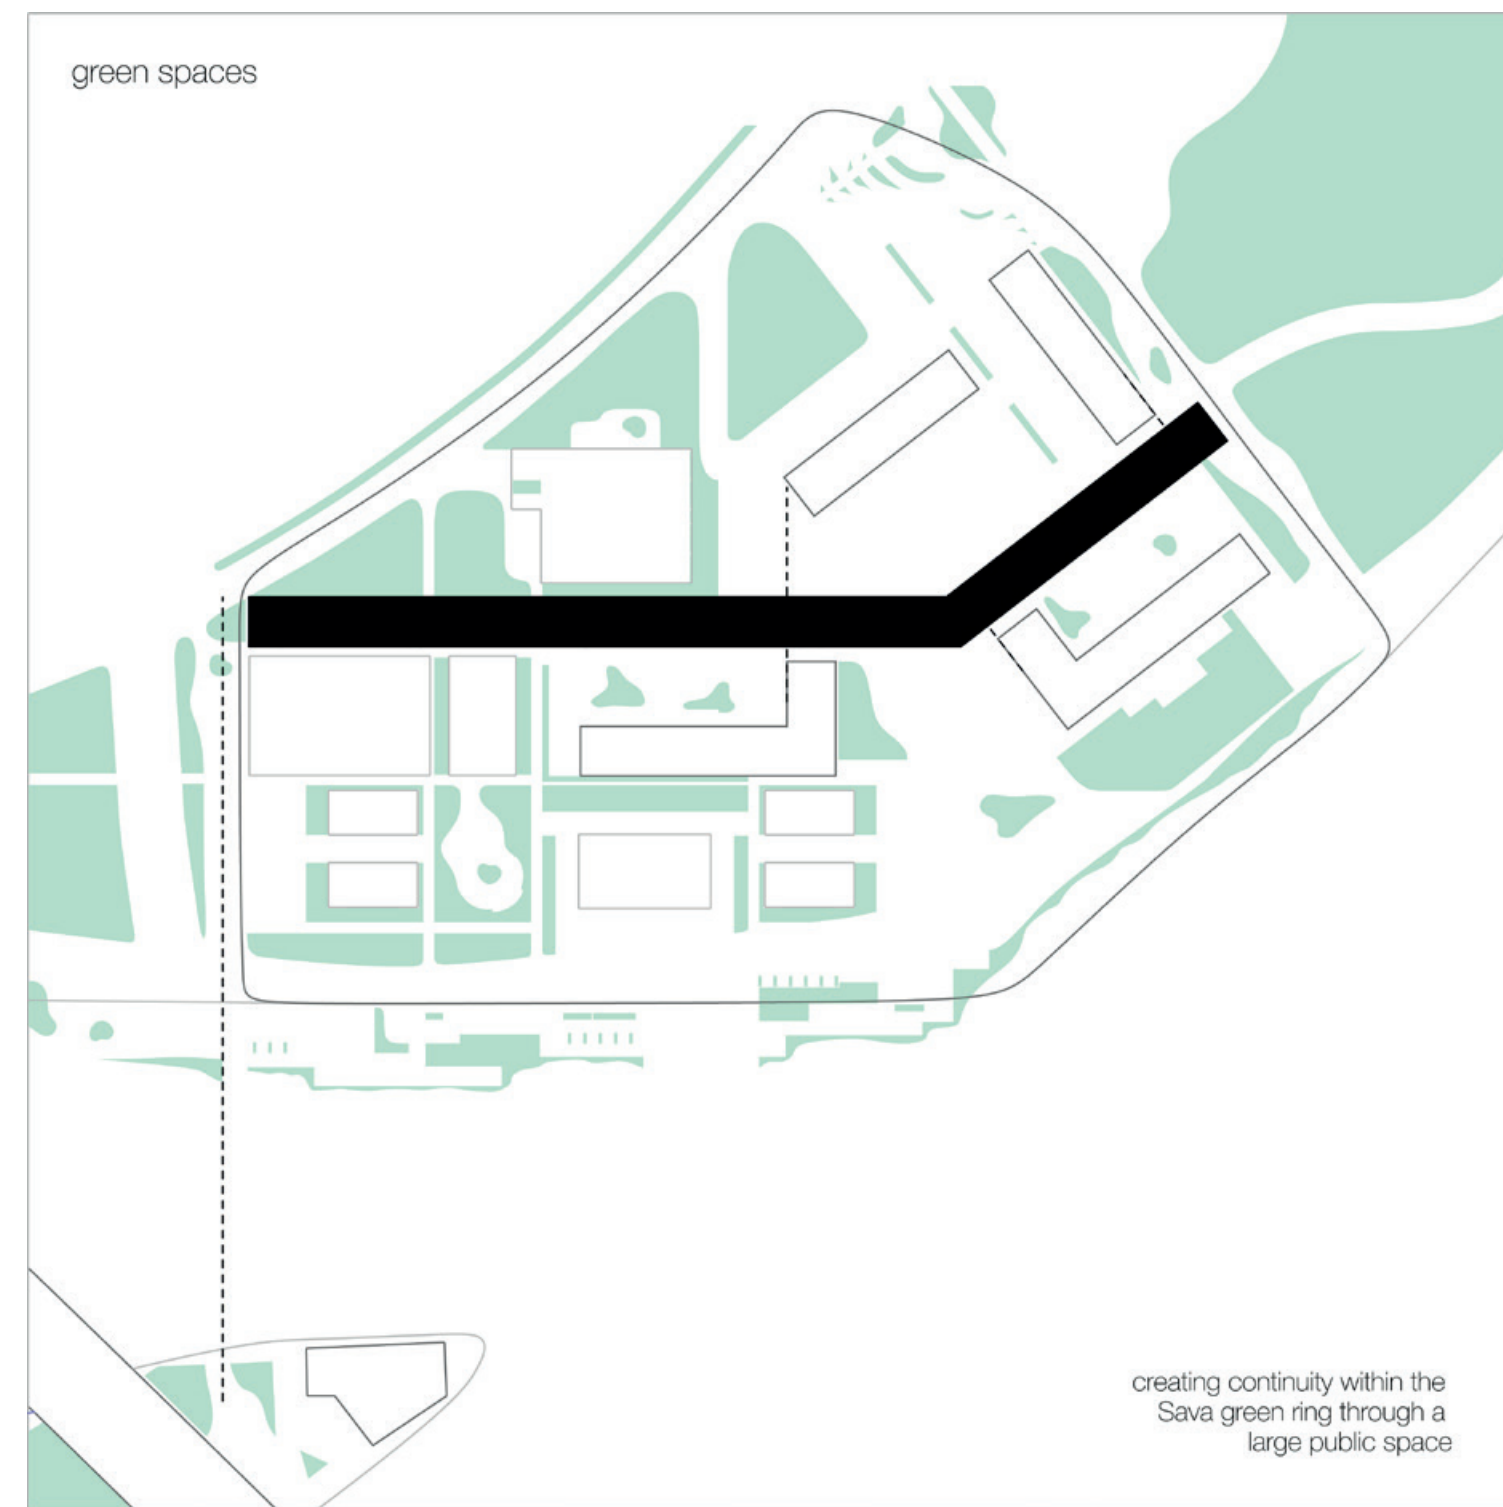 green spaces
creating continuity within the
Sava green ring through a
large public space